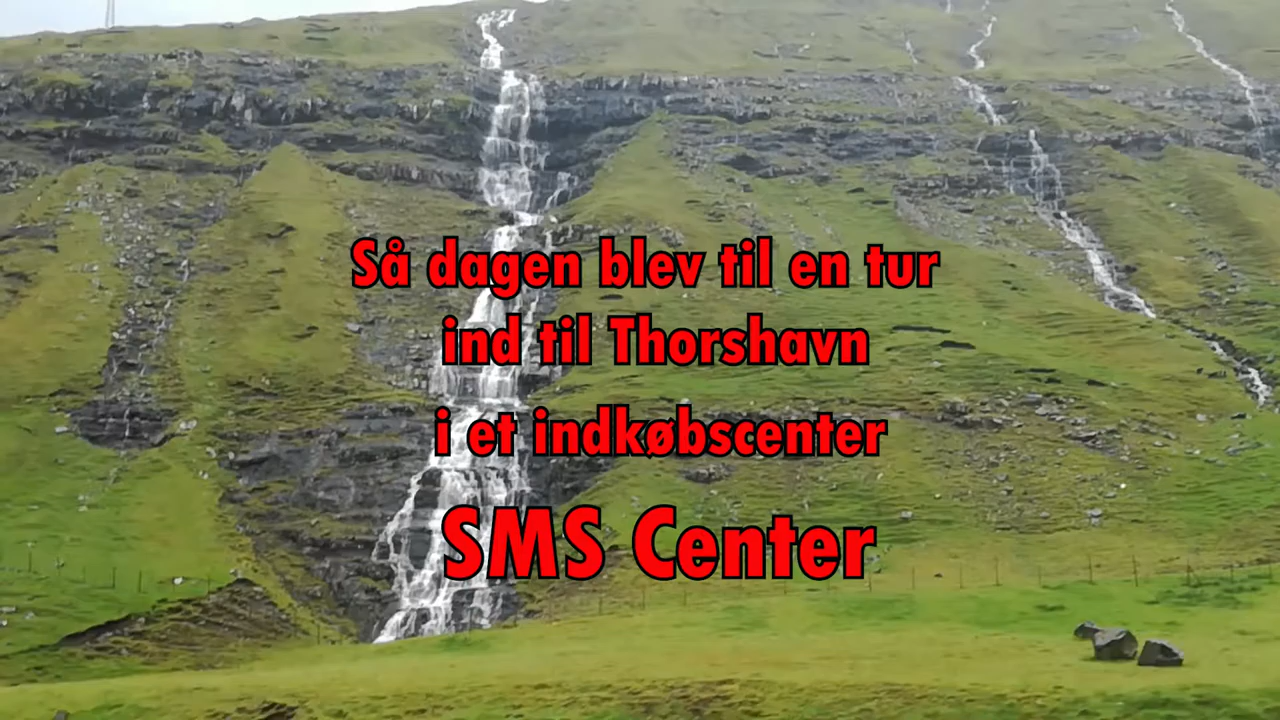 Så dagen blev til en tur
ind til Thorshavn
i et indkøbscenter
SMS Center